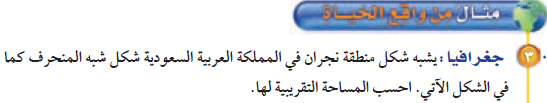 مثال من واقع الحياة
٣ جغرافيا: يشبه شكل منطقة نجران في المملكة العربية السعودية شكل شبه المنحرف كما
في الشكل الآتي. احسب المساحة التقريبية لها.